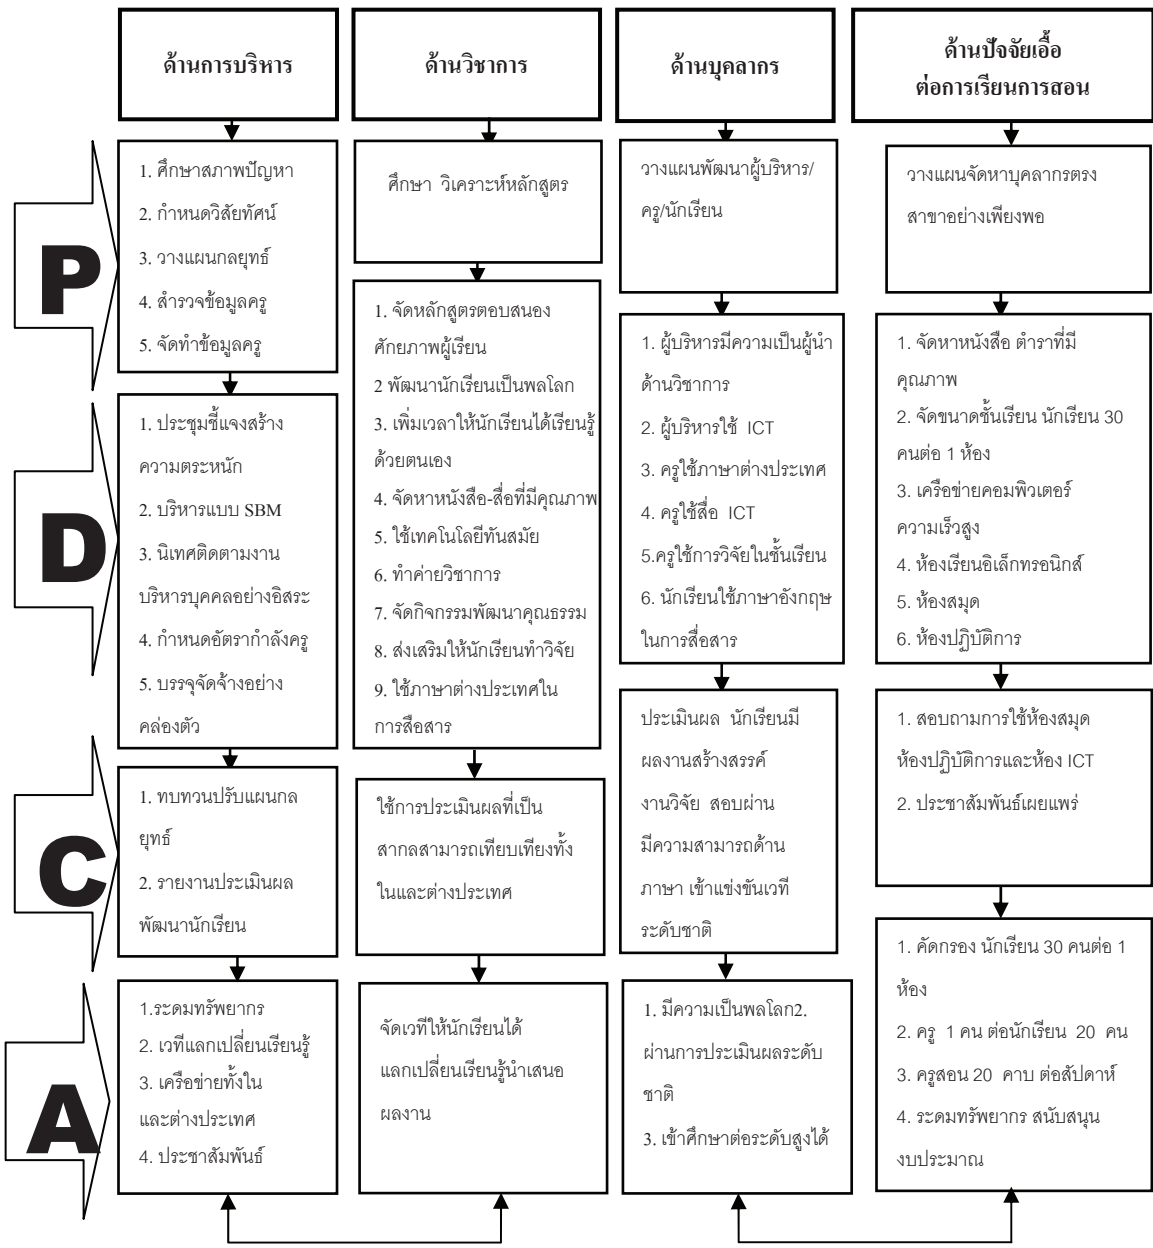 ด้านการบริหาร
ด้านวิชาการ
ด้านบุคลากร
ด้านปัจจัยเอื้อ
ต่อการเรียนการสอน
P
1. ศึกษาสภาพปัญหา
2. กำหนดวิสัยทัศน์
3. วางแผนกลยุทธ์
4. สำรวจข้อมูลครู
5. จัดทำข้อมูลครู
ศึกษา วิเคราะห์หลักสูตร
วางแผนพัฒนาผู้บริหาร/
ครู/นักเรียน
วางแผนจัดหาบุคลากรตรง
สาขาอย่างเพียงพอ
D
1. ประชุมชี้แจงสร้าง
ความตระหนัก
2. บริหารแบบ SBM
3. นิเทศติดตามงาน
บริหารบุคคลอย่างอิสระ
4. กำหนดอัตรากำลังครู
5. บรรจุจัดจ้างอย่าง
คล่องตัว
1. จัดหลักสูตรตอบสนอง
ศักยภาพผู้เรียน
2 พัฒนานักเรียนเป็นพลโลก
3. เพิ่มเวลาให้นักเรียนได้เรียนรู้
ด้วยตนเอง
4. จัดหาหนังสือ-สื่อที่มีคุณภาพ
5. ใช้เทคโนโลยีทันสมัย
6. ทำค่ายวิชาการ
7. จัดกิจกรรมพัฒนาคุณธรรม
8. ส่งเสริมให้นักเรียนทำวิจัย
9. ใช้ภาษาต่างประเทศใน
การสื่อสาร
1. ผู้บริหารมีความเป็นผู้นำ
ด้านวิชาการ
2. ผู้บริหารใช้ ICT
3. ครูใช้ภาษาต่างประเทศ
4. ครูใช้สื่อ ICT
5.ครูใช้การวิจัยในชั้นเรียน
6. นักเรียนใช้ภาษาอังกฤษ
ในการสื่อสาร
1. จัดหาหนังสือ ตำราที่มี
คุณภาพ
2. จัดขนาดชั้นเรียน นักเรียน 30
คนต่อ 1 ห้อง
3. เครือข่ายคอมพิวเตอร์
ความเร็วสูง
4. ห้องเรียนอิเล็กทรอนิกส์
5. ห้องสมุด
6. ห้องปฏิบัติการ
C
1. ทบทวนปรับแผนกล
ยุทธ์
2. รายงานประเมินผล
พัฒนานักเรียน
ใช้การประเมินผลที่เป็น
สากลสามารถเทียบเทียงทั้ง
ในและต่างประเทศ
ประเมินผล นักเรียนมี
ผลงานสร้างสรรค์
งานวิจัย สอบผ่าน
มีความสามารถด้าน
ภาษา เข้าแข่งขันเวที
ระดับชาติ
1. สอบถามการใช้ห้องสมุด
ห้องปฏิบัติการและห้อง ICT
2. ประชาสัมพันธ์เผยแพร่
A
1.ระดมทรัพยากร
2. เวทีแลกเปลี่ยนเรียนรู้
3. เครือข่ายทั้งใน
และต่างประเทศ
4. ประชาสัมพันธ์
จัดเวทีให้นักเรียนได้
แลกเปลี่ยนเรียนรู้นำเสนอ
ผลงาน
1. มีความเป็นพลโลก2.
ผ่านการประเมินผลระดับ
ชาติ
3. เข้าศึกษาต่อระดับสูงได้
1. คัดกรอง นักเรียน 30 คนต่อ 1
ห้อง
2. ครู 1 คน ต่อนักเรียน 20 คน
3. ครูสอน 20 คาบ ต่อสัปดาห์
4. ระดมทรัพยากร สนับสนุน
งบประมาณ